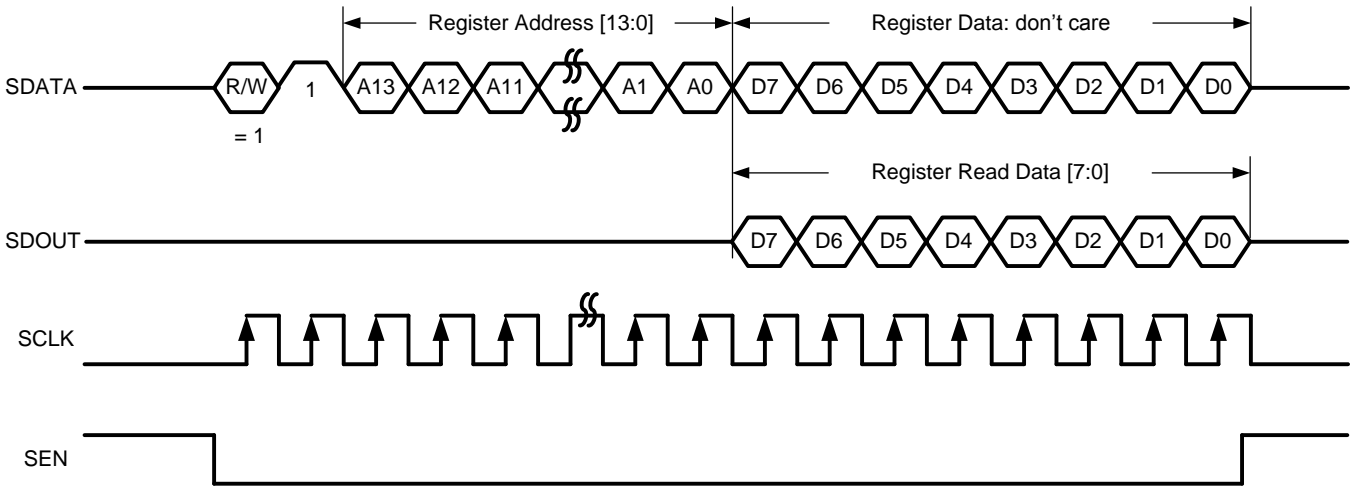 Register Address [13:0] Register Data: don’t care
SDATA R/W 1 A13 A12 A11 A1 A0 D7 D6 D5 D4 D3 D2 D1 D0
= 1
Register Read Data [7:0]
SDOUT D7 D6 D5 D4 D3 D2 D1 D0
SCLK
SEN